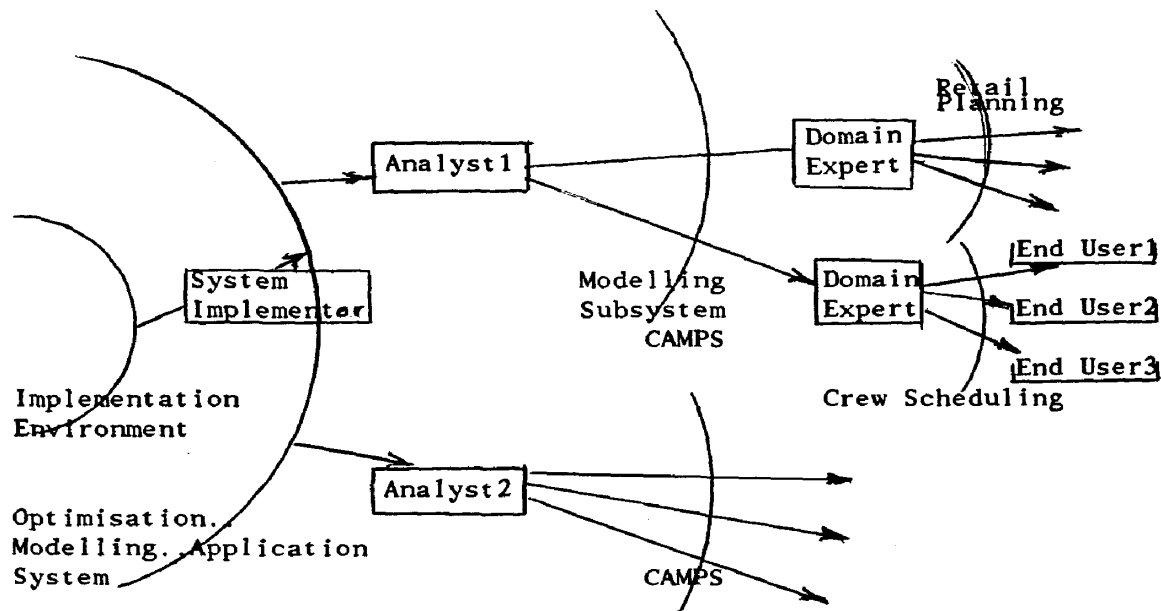 Retail
Planning
Analyst1
Domain
Expert
System
Implementor
Modelling
Subsystem
CAMPS
Domain
Expert
End User1
End User2
End User3
Implementation
Environment
Crew Scheduling
Analyst2
Optimisation..
Modelling..Application
System
CAMPS